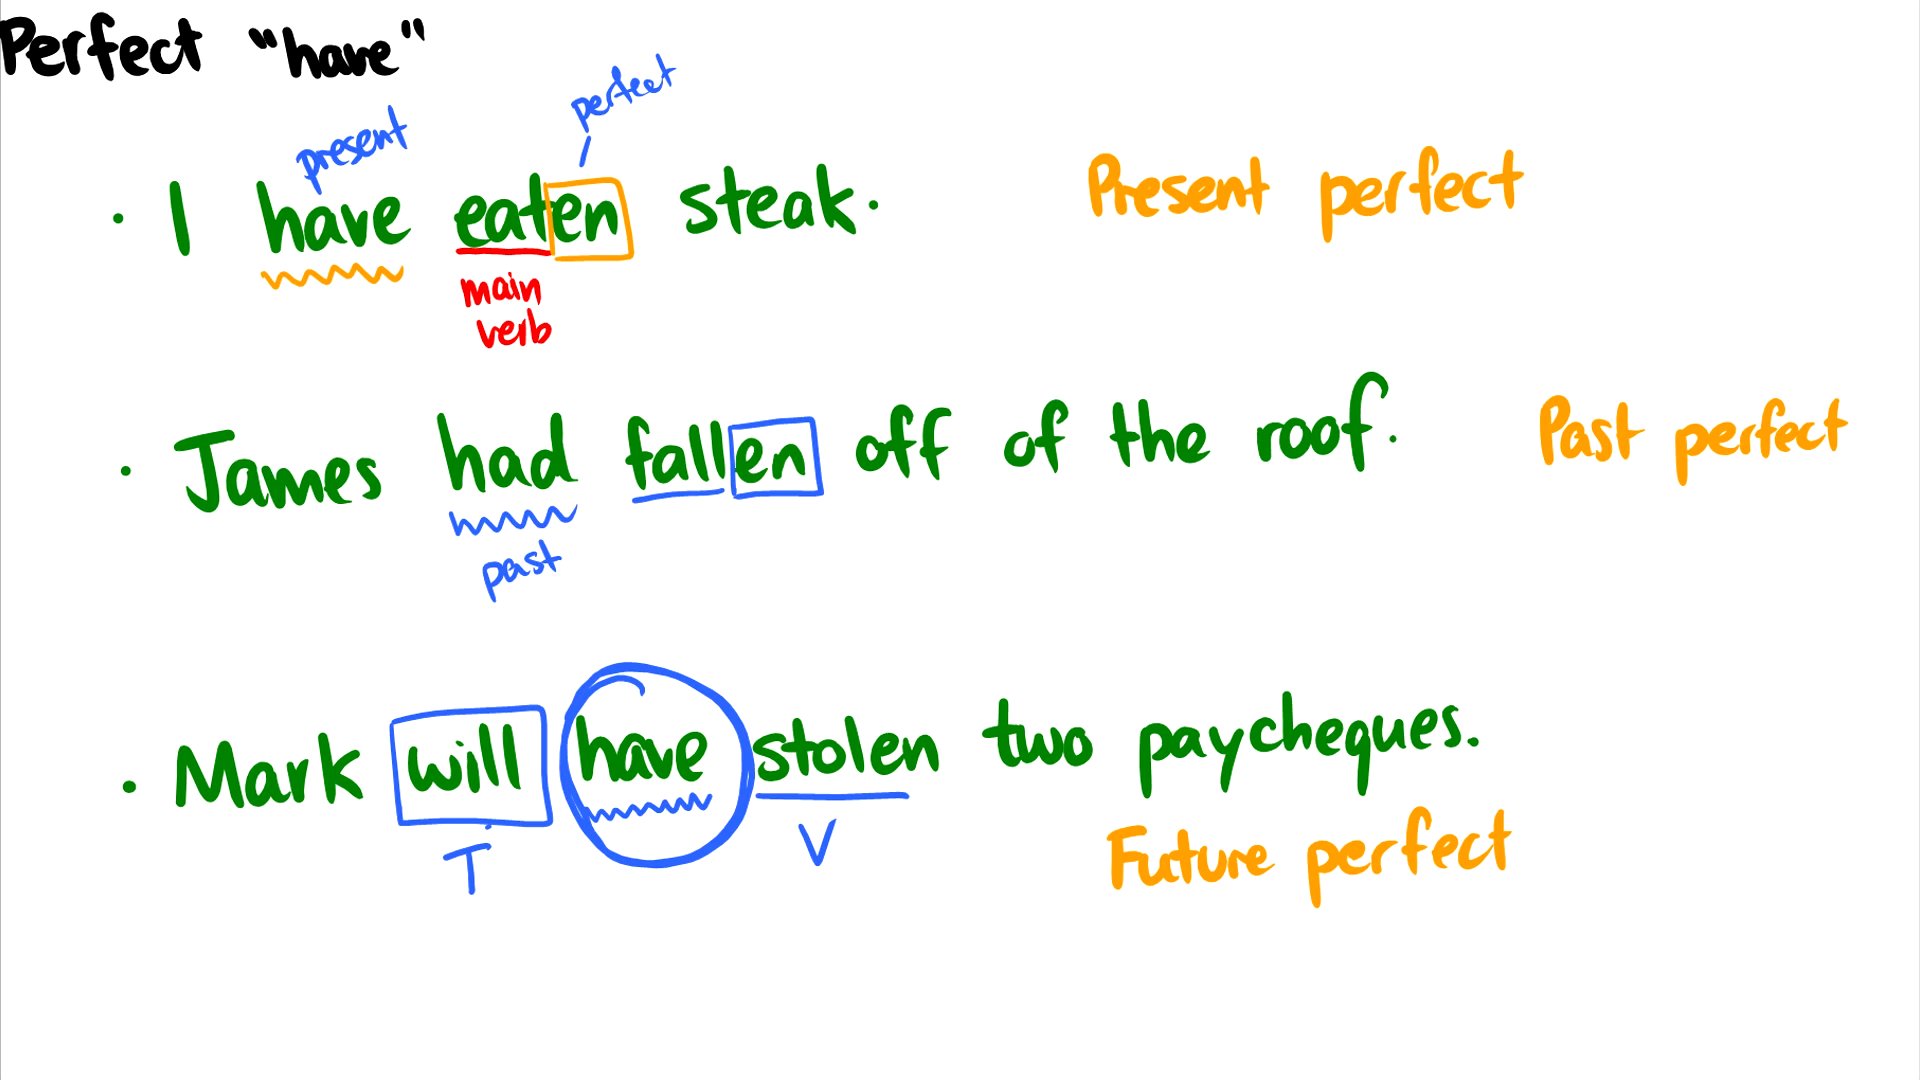 Perfect "have"
present
perfect
• I have eaten steak.
Present perfect
main
verb
• James had fallen off of the roof.
Past perfect
past
• Mark will have stolen two paycheques.
T
V
Future perfect